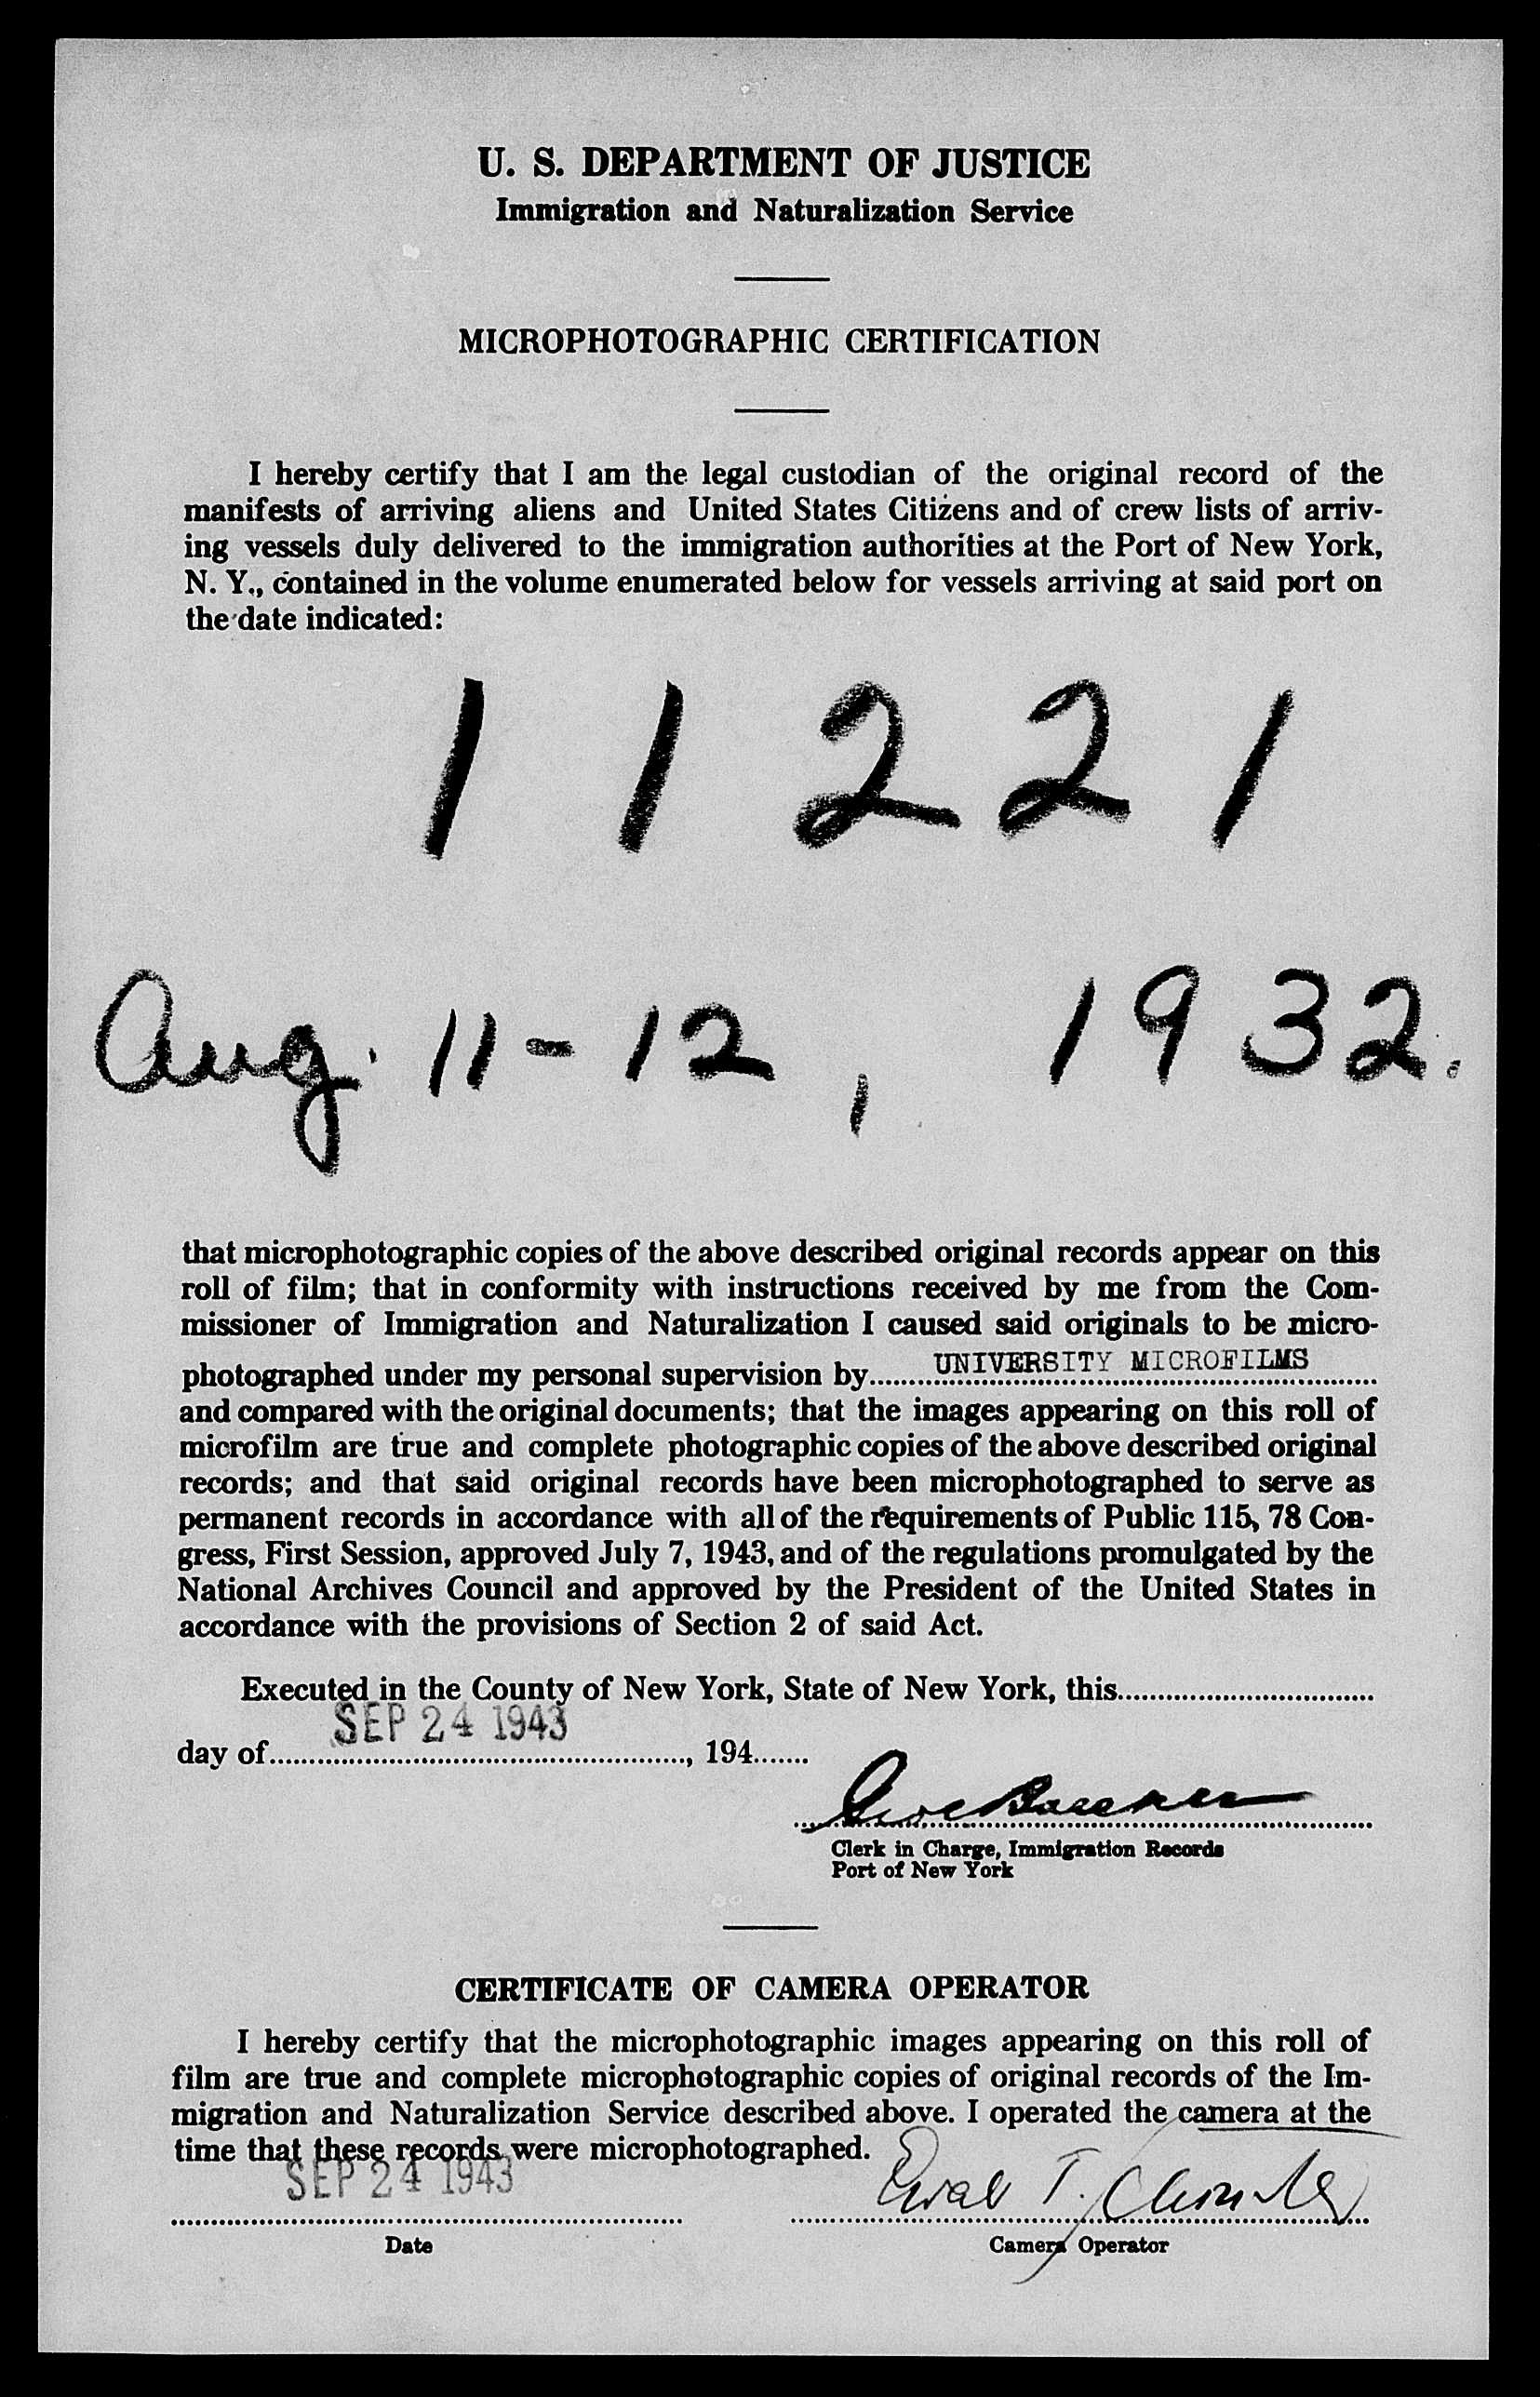 U. S. DEPARTMENT OF JUSTICE
Immigration and Naturalization Service
MICROPHOTOGRAPHIC CERTIFICATION
I hereby certify that I am the legal custodian of the original record of the
manifests of arriving aliens and United States Citizens and of crew lists of arriv-
ing vessels duly delivered to the immigration authorities at the Port of New York,
N. Y., contained in the volume enumerated below for vessels arriving at said port on
the date indicated:
11221
Aug. 11-12, 1932.
that microphotographic copies of the above described original records appear on this
roll of film; that in conformity with instructions received by me from the Com-
missioner of Immigration and Naturalization I caused said originals to be micro-
photographed under my personal supervision by UNIVERSITY MICROFILMS
and compared with the original documents; that the images appearing on this roll of
microfilm are true and complete photographic copies of the above described original
records; and that said original records have been microphotographed to serve as
permanent records in accordance with all of the requirements of Public 115, 78 Con-
gress, First Session, approved July 7, 1943, and of the regulations promulgated by the
National Archives Council and approved by the President of the United States in
accordance with the provisions of Section 2 of said Act.
Executed in the County of New York, State of New York, this
SEP 24 1943
day of, 194
Clerk in Charge, Immigration Records
Port of New York
CERTIFICATE OF CAMERA OPERATOR
I hereby certify that the microphotographic images appearing on this roll of
film are true and complete microphotographic copies of original records of the Im-
migration and Naturalization Service described above. I operated the camera at the
time that these records were microphotographed.
SEP 24 1943
T.
Date
Camera Operator